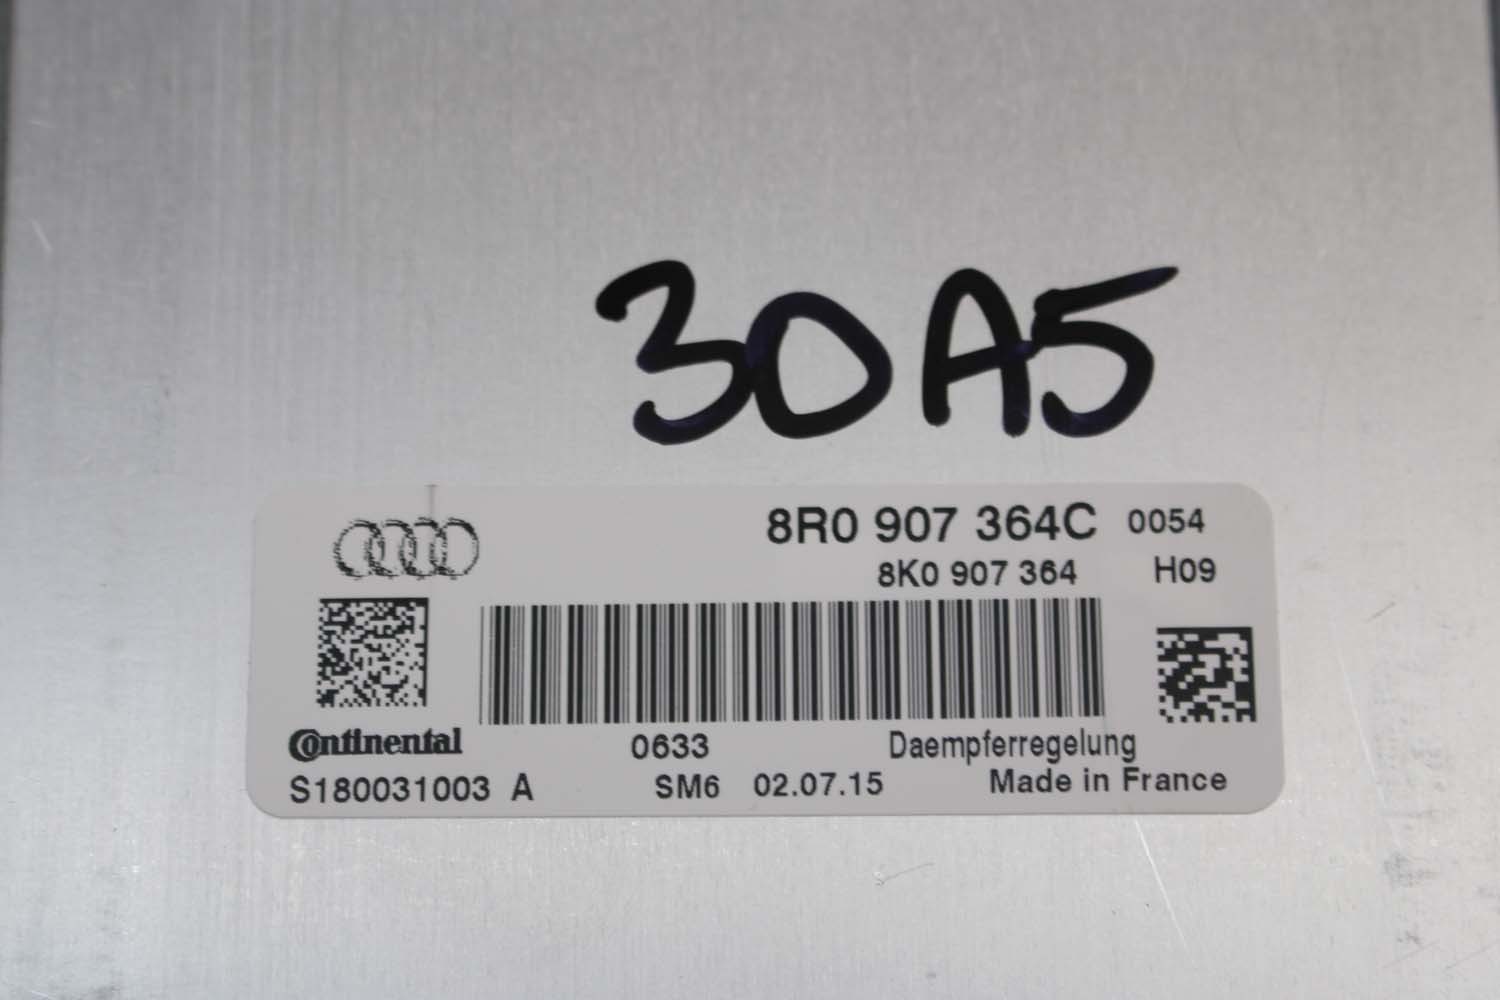 30A5
8R0 907 364C 0054
8K0 907 364 H09
Continental 0633 Daempferregelung
S180031003 A SM6 02.07.15 Made in France